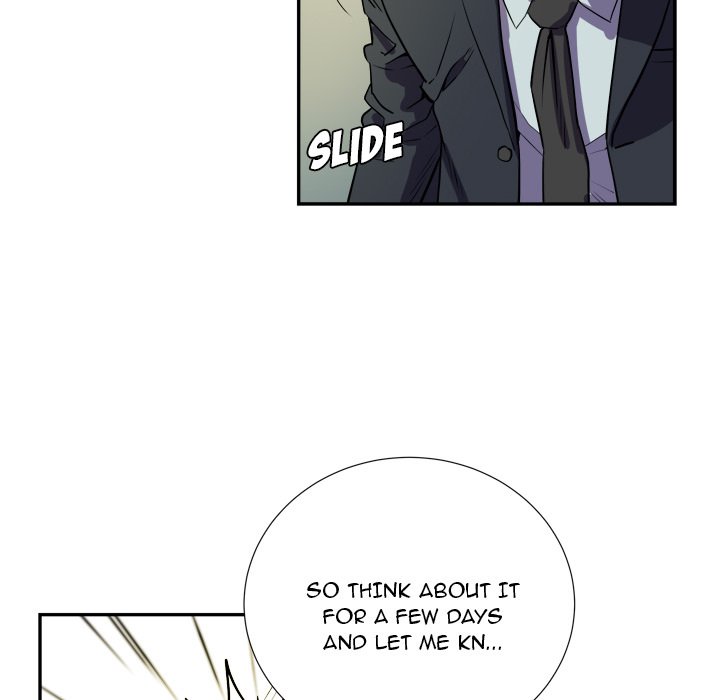 SLIDE
SO THINK ABOUT IT
FOR A FEW DAYS
AND LET ME KN...